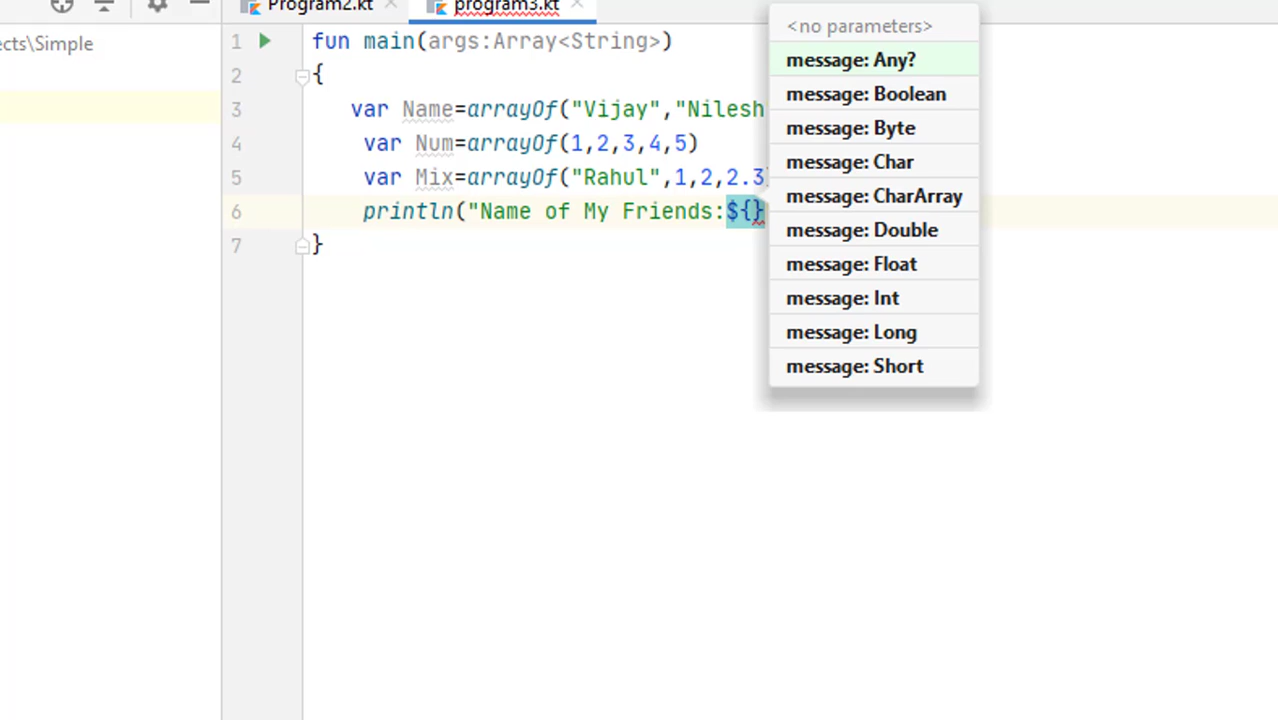 Program2.kt program3.kt
ects\Simple
1 fun main(args:Array<String>)
2 {
3 var Name=arrayOf("Vijay","Nilesh
4 var Num=arrayOf(1,2,3,4,5)
5 var Mix=arrayOf("Rahul",1,2,2.3
6 println("Name of My Friends:${}
7 }
<no parameters>
message: Any?
message: Boolean
message: Byte
message: Char
message: CharArray
message: Double
message: Float
message: Int
message: Long
message: Short